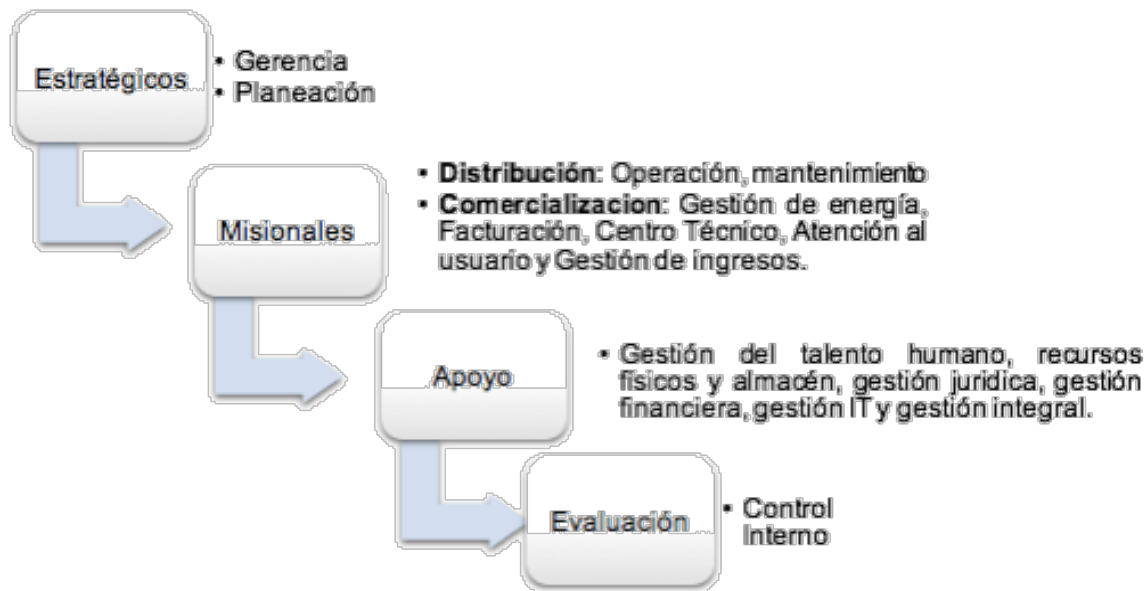 Estratégicos
• Gerencia
• Planeación
Misionales
• Distribución: Operación, mantenimiento
• Comercializacion: Gestión de energía,
Facturación, Centro Técnico, Atención al
usuario y Gestión de ingresos.
Apoyo
• Gestión del talento humano, recursos
físicos y almacén, gestión juridica, gestión
financiera, gestión IT y gestión integral.
Evaluación
• Control
Interno